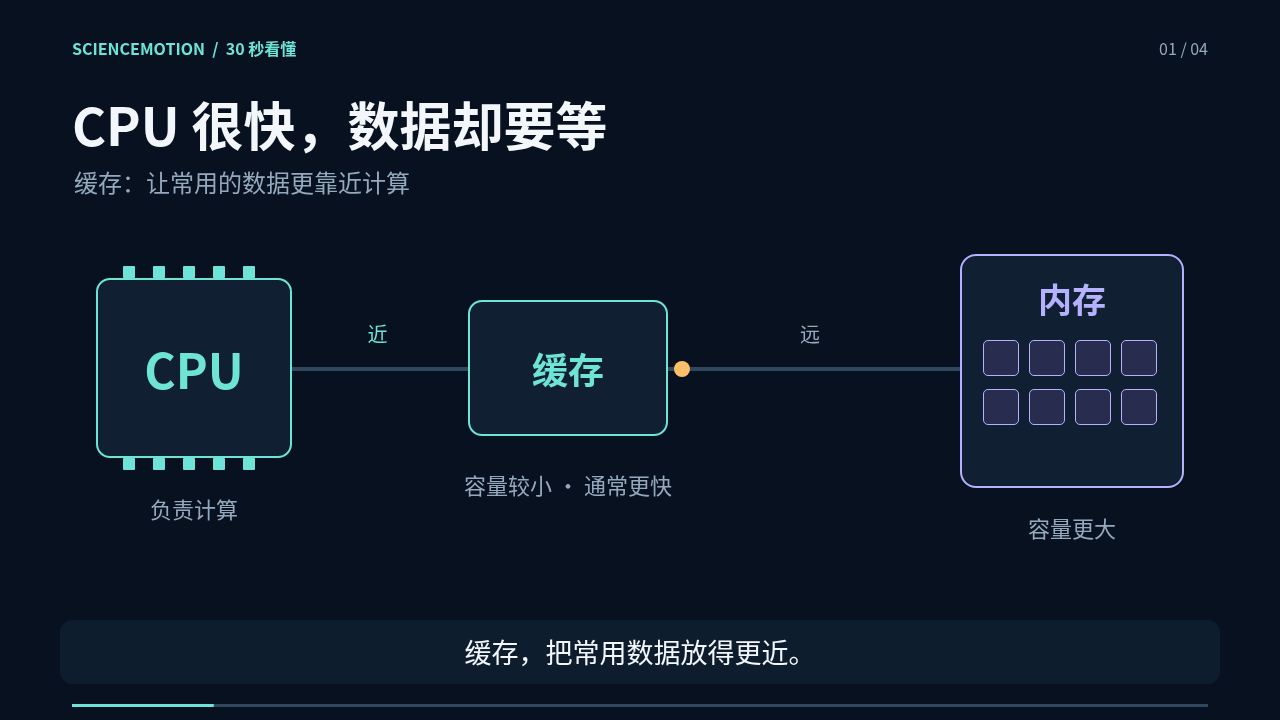 SCIENCEMOTION / 30 秒看懂
01 / 04
CPU 很快，数据却要等
缓存：让常用的数据更靠近计算
CPU
近
缓存
远
内存
负责计算
容量较小 · 通常更快
容量更大
缓存，把常用数据放得更近。